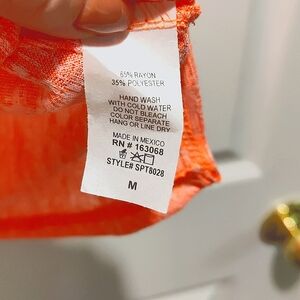 65% RAYON
35% POLYESTER
HAND WASH
WITH COLD WATER
DO NOT BLEACH
COLOR SEPARATE
HANG OR LINE DRY
MADE IN MEXICO
RN # 163068
STYLE# SPT8028
M